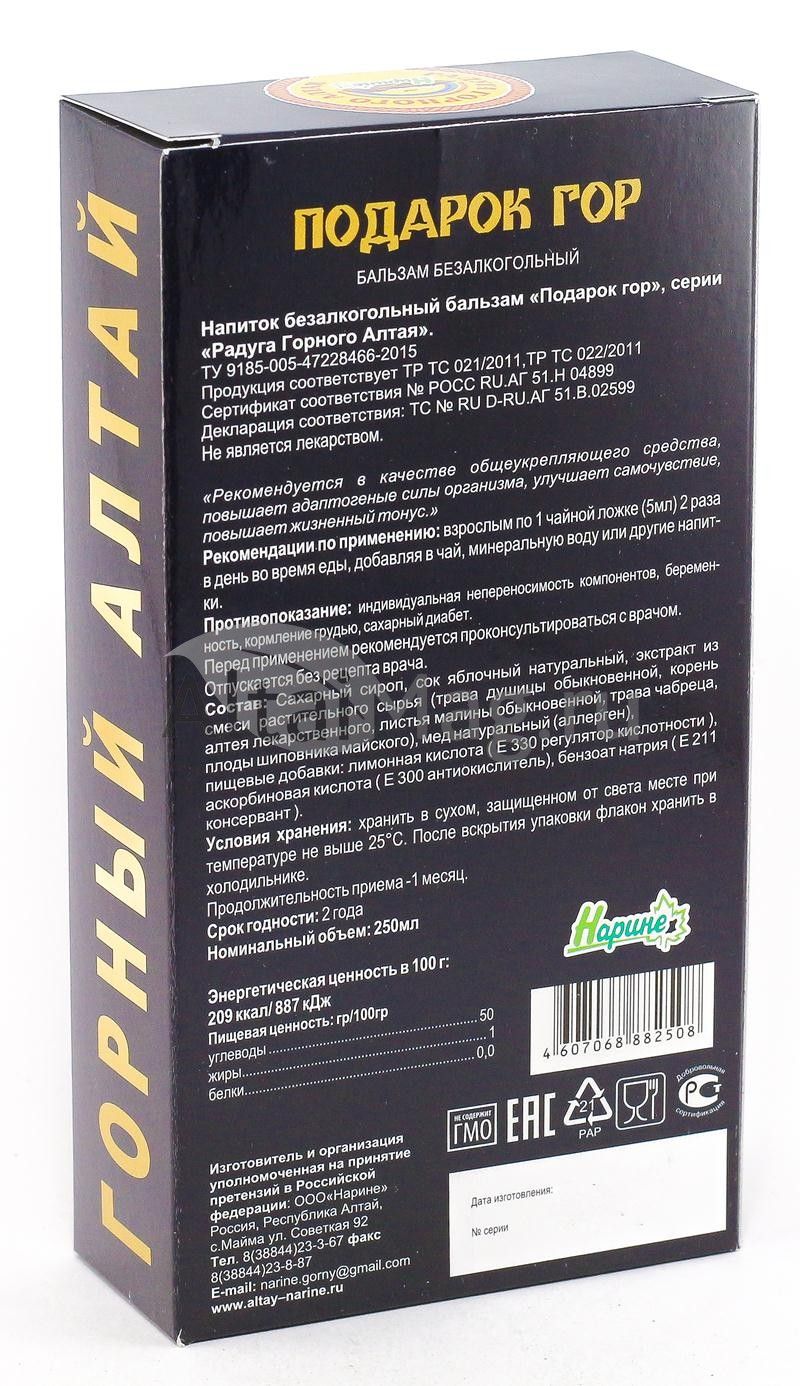 ГОРНЫЙ АЛТАЙ
ПОДАРОК ГОР
БАЛЬЗАМ БЕЗАЛКОГОЛЬНЫЙ
Напиток безалкогольный бальзам «Подарок гор», серии
«Радуга Горного Алтая».
ТУ 9185-005-47228466-2015
Продукция соответствует ТР ТС 021/2011,ТР ТС 022/2011
Сертификат соответствия № РОСС RU.АГ 51.Н 04899
Декларация соответствия: ТС № RU D-RU.АГ 51.В.02599
Не является лекарством.
«Рекомендуется в качестве общеукрепляющего средства,
повышает адаптогеные силы организма, улучшает самочувствие,
повышает жизненный тонус.»
Рекомендации по применению: взрослым по 1 чайной ложке (5мл) 2 раза
в день во время еды, добавляя в чай, минеральную воду или другие напит-
ки.
Противопоказание: индивидуальная непереносимость компонентов, беремен-
ность, кормление грудью, сахарный диабет.
Перед применением рекомендуется проконсультироваться с врачом.
Отпускается без рецепта врача.
Состав: Сахарный сироп, сок яблочный натуральный, экстракт из
смеси растительного сырья (трава душицы обыкновенной, корень
алтея лекарственного, листья малины обыкновенной, трава чабреца,
плоды шиповника майского), мед натуральный (аллерген),
пищевые добавки: лимонная кислота ( Е 330 регулятор кислотности ),
аскорбиновая кислота ( Е 300 антиокислитель), бензоат натрия ( Е 211
консервант ).
Условия хранения: хранить в сухом, защищенном от света месте при
температуре не выше 25°С. После вскрытия упаковки флакон хранить в
холодильнике.
Продолжительность приема -1 месяц.
Срок годности: 2 года
Номинальный объем: 250мл
Нарине
Энергетическая ценность в 100 г:
209 ккал/ 887 кДж
Пищевая ценность: гр/100гр
углеводы 50
жиры 1
белки 0,0
4 607068 882508
НЕ СОДЕРЖИТ
ГМО
EAC
21
PAP
Добровольная
сертификация
Изготовитель и организация
уполномоченная на принятие
претензий в Российской
федерации: ООО«Нарине»
Россия, Республика Алтай,
с.Майма ул. Советкая 92
Тел. 8(38844)23-3-67 факс
8(38844)23-8-87
E-mail: narine.gorny@gmail.com
www.altay–narine.ru
Дата изготовления:
№ серии
AltaiMag.ru